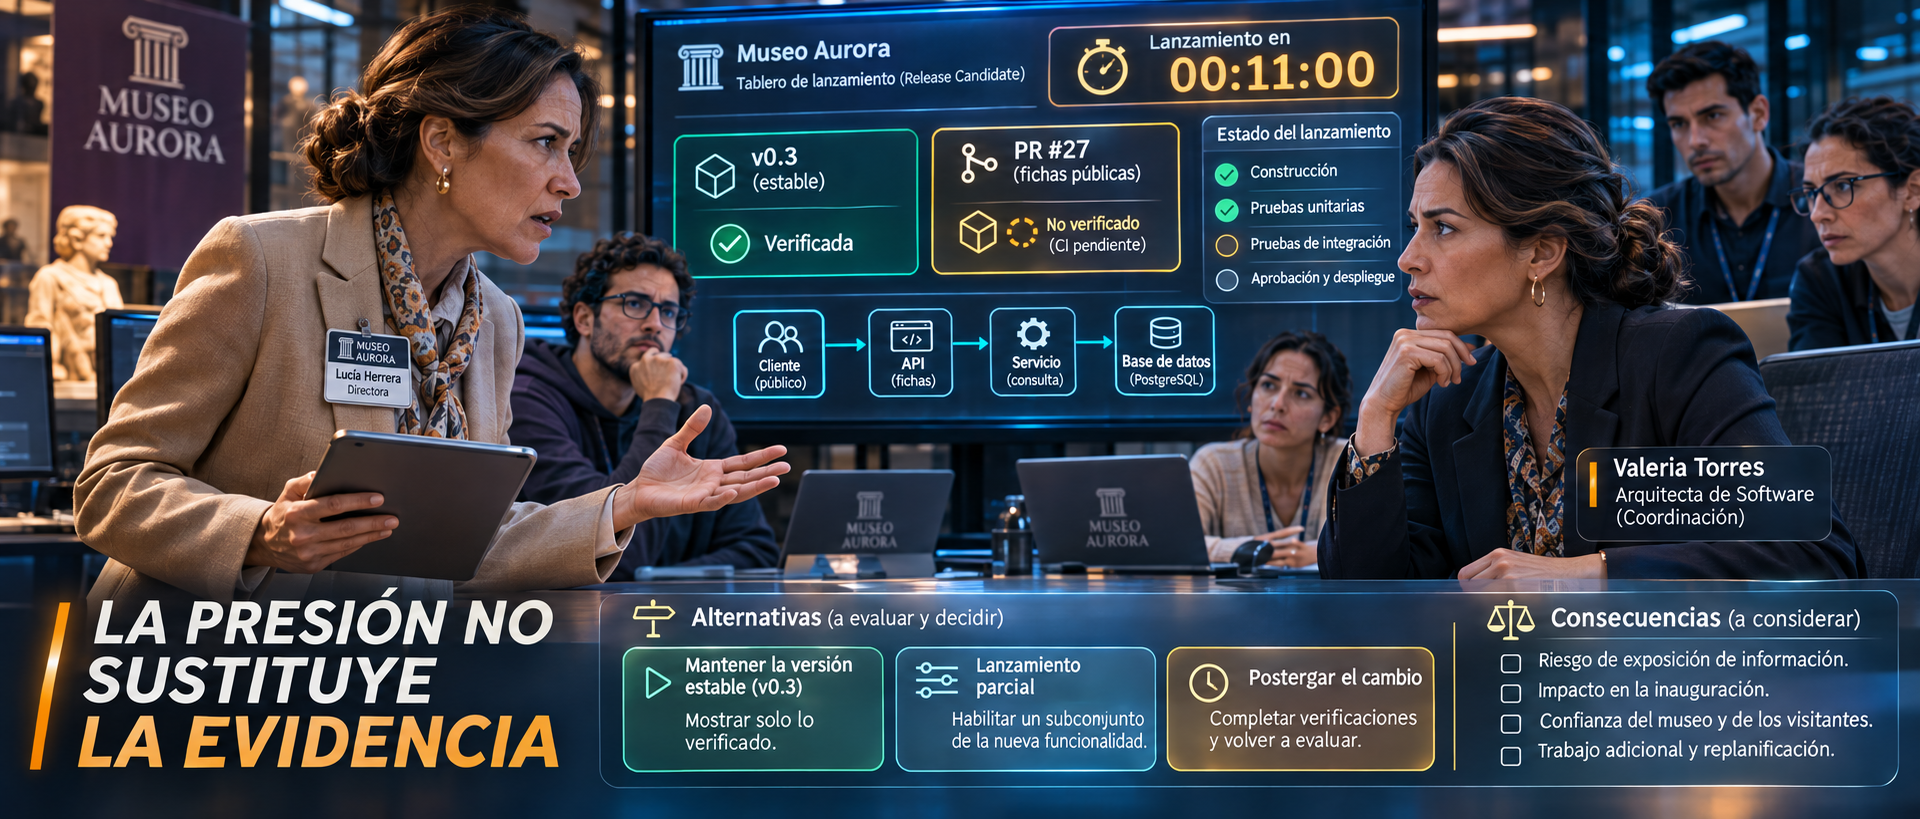 MUSEO
AURORA
Museo Aurora
Tablero de lanzamiento (Release Candidate)
Lanzamiento en
00:11:00
v0.3
(estable)
Verificada
PR #27
(fichas públicas)
No verificado
(CI pendiente)
Estado del lanzamiento
Construcción
Pruebas unitarias
Pruebas de integración
Aprobación y despliegue
Cliente
(público)
API
(fichas)
Servicio
(consulta)
Base de datos
(PostgreSQL)
MUSEO
AURORA
Lucía Herrera
Directora
MUSEO
AURORA
MUSEO
AURORA
Valeria Torres
Arquitecta de Software
(Coordinación)
LA PRESIÓN NO
SUSTITUYE
LA EVIDENCIA
Alternativas (a evaluar y decidir)
Mantener la versión
estable (v0.3)
Mostrar solo lo
verificado.
Lanzamiento
parcial
Habilitar un subconjunto
de la nueva funcionalidad.
Postergar el cambio
Completar verificaciones
y volver a evaluar.
Consecuencias (a considerar)
Riesgo de exposición de información.
Impacto en la inauguración.
Confianza del museo y de los visitantes.
Trabajo adicional y replanificación.